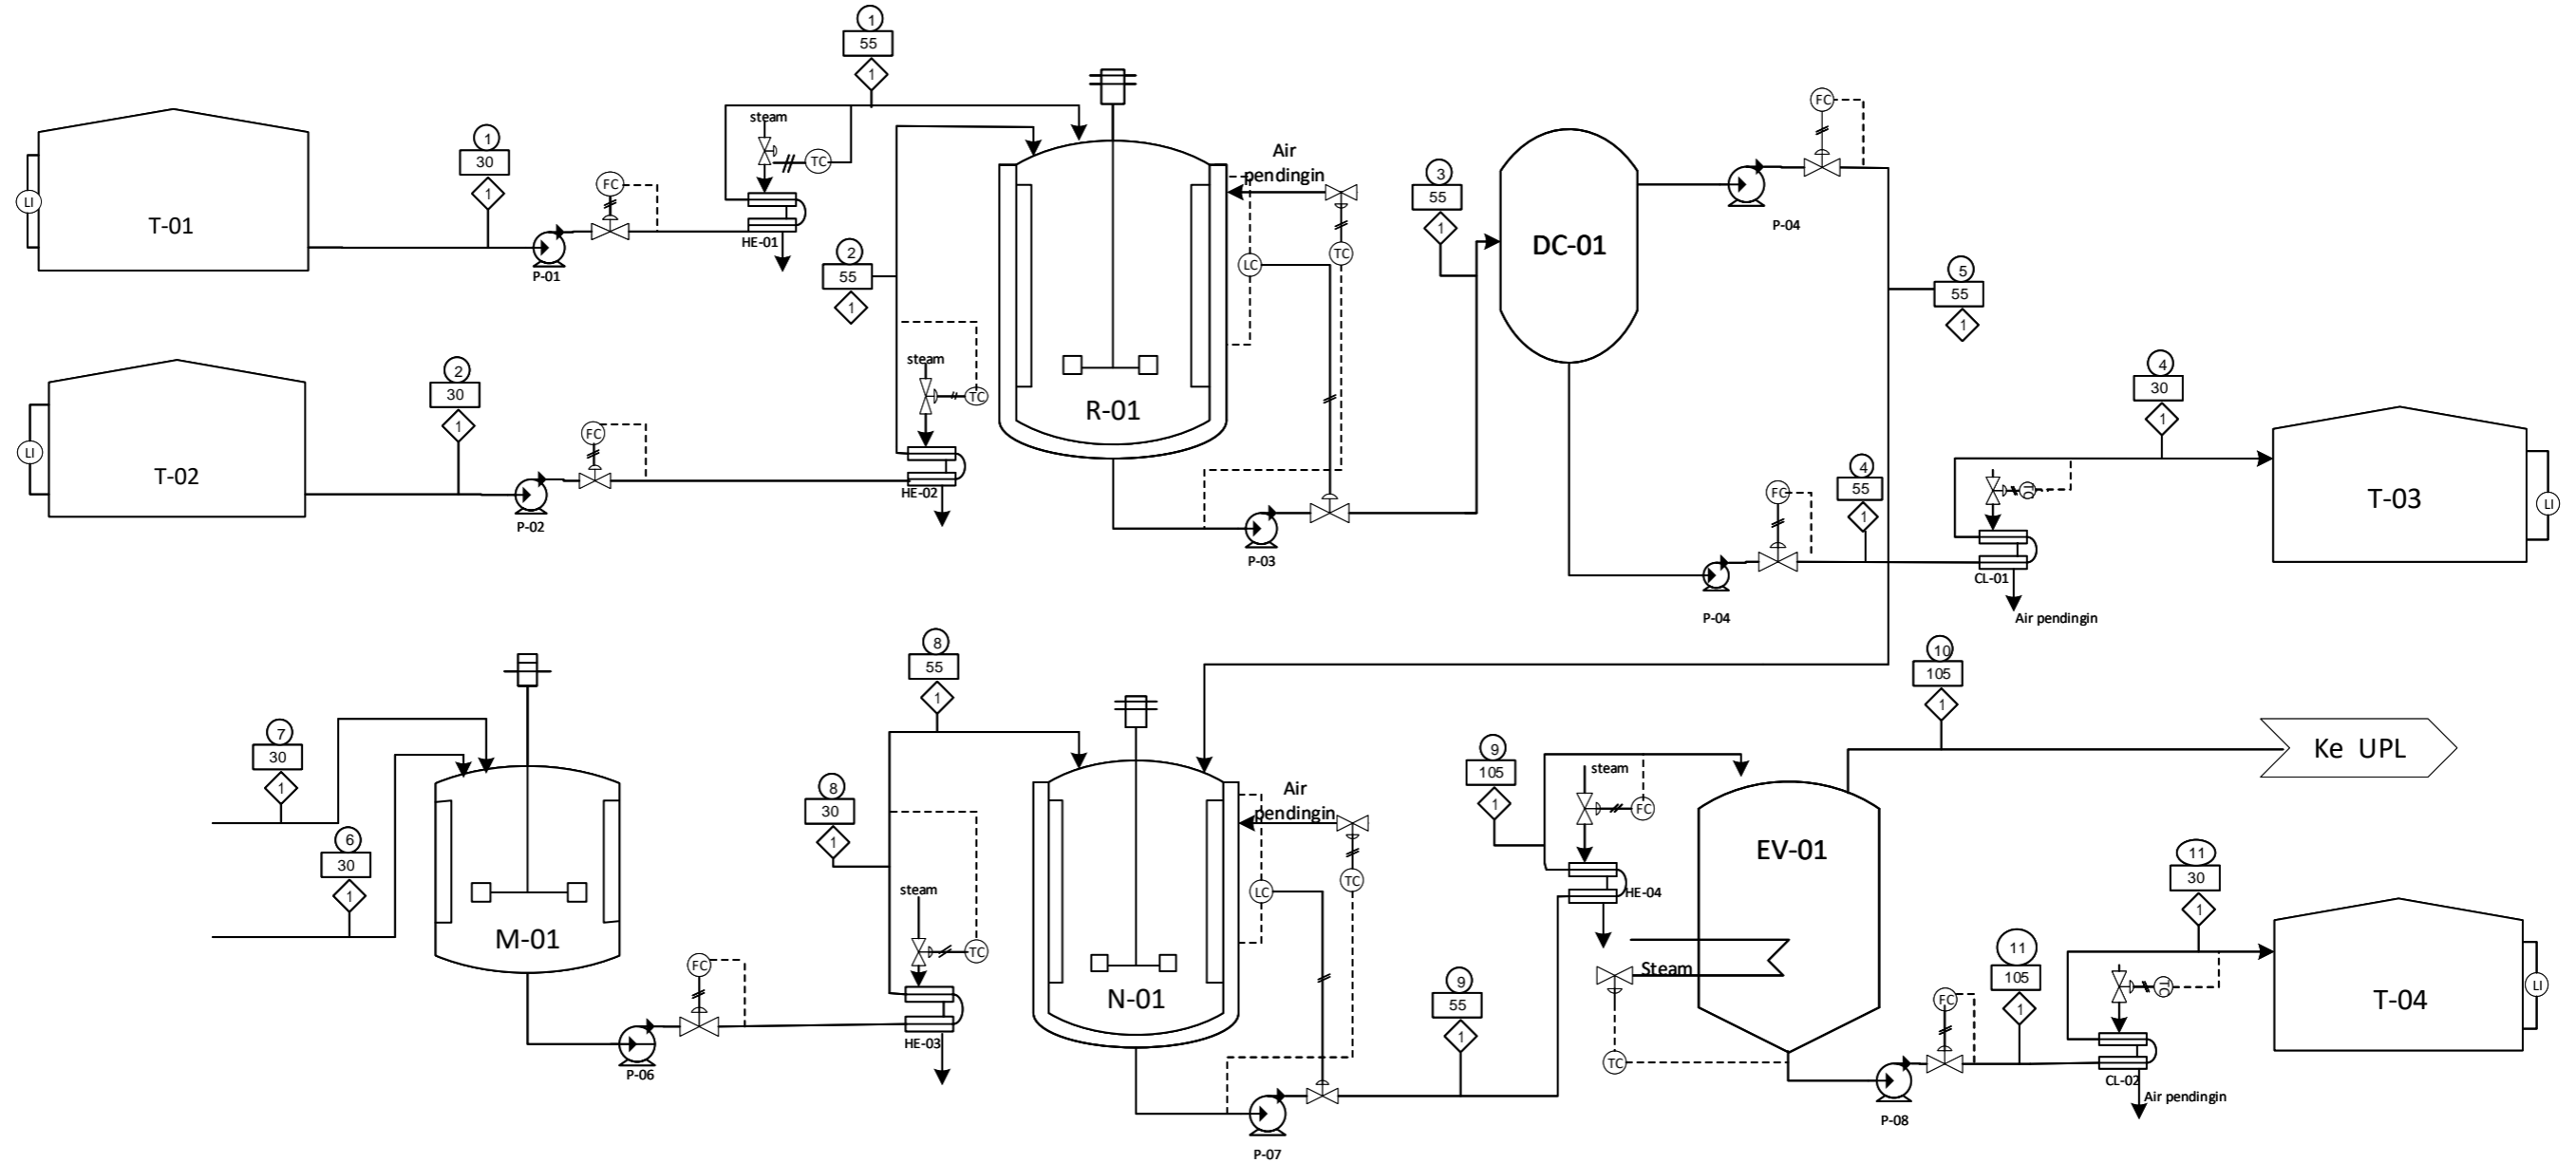 1
55
1
steam
TC
1
30
1
FC
LI
T-01
P-01
HE-01
2
55
1
Air
pendingin
TC
LC
R-01
3
55
1
DC-01
FC
P-04
5
55
1
2
30
1
FC
LI
T-02
P-02
steam
TC
HE-02
P-03
FC
P-04
4
55
1
TC
CL-01
Air pendingin
4
30
1
T-03
LI
7
30
1
6
30
1
M-01
FC
P-06
8
55
1
8
30
1
steam
TC
HE-03
Air
pendingin
TC
LC
N-01
P-07
9
55
1
9
105
1
steam
FC
HE-04
EV-01
Steam
TC
10
105
1
Ke UPL
P-08
FC
11
105
1
TC
CL-02
Air pendingin
11
30
1
T-04
LI